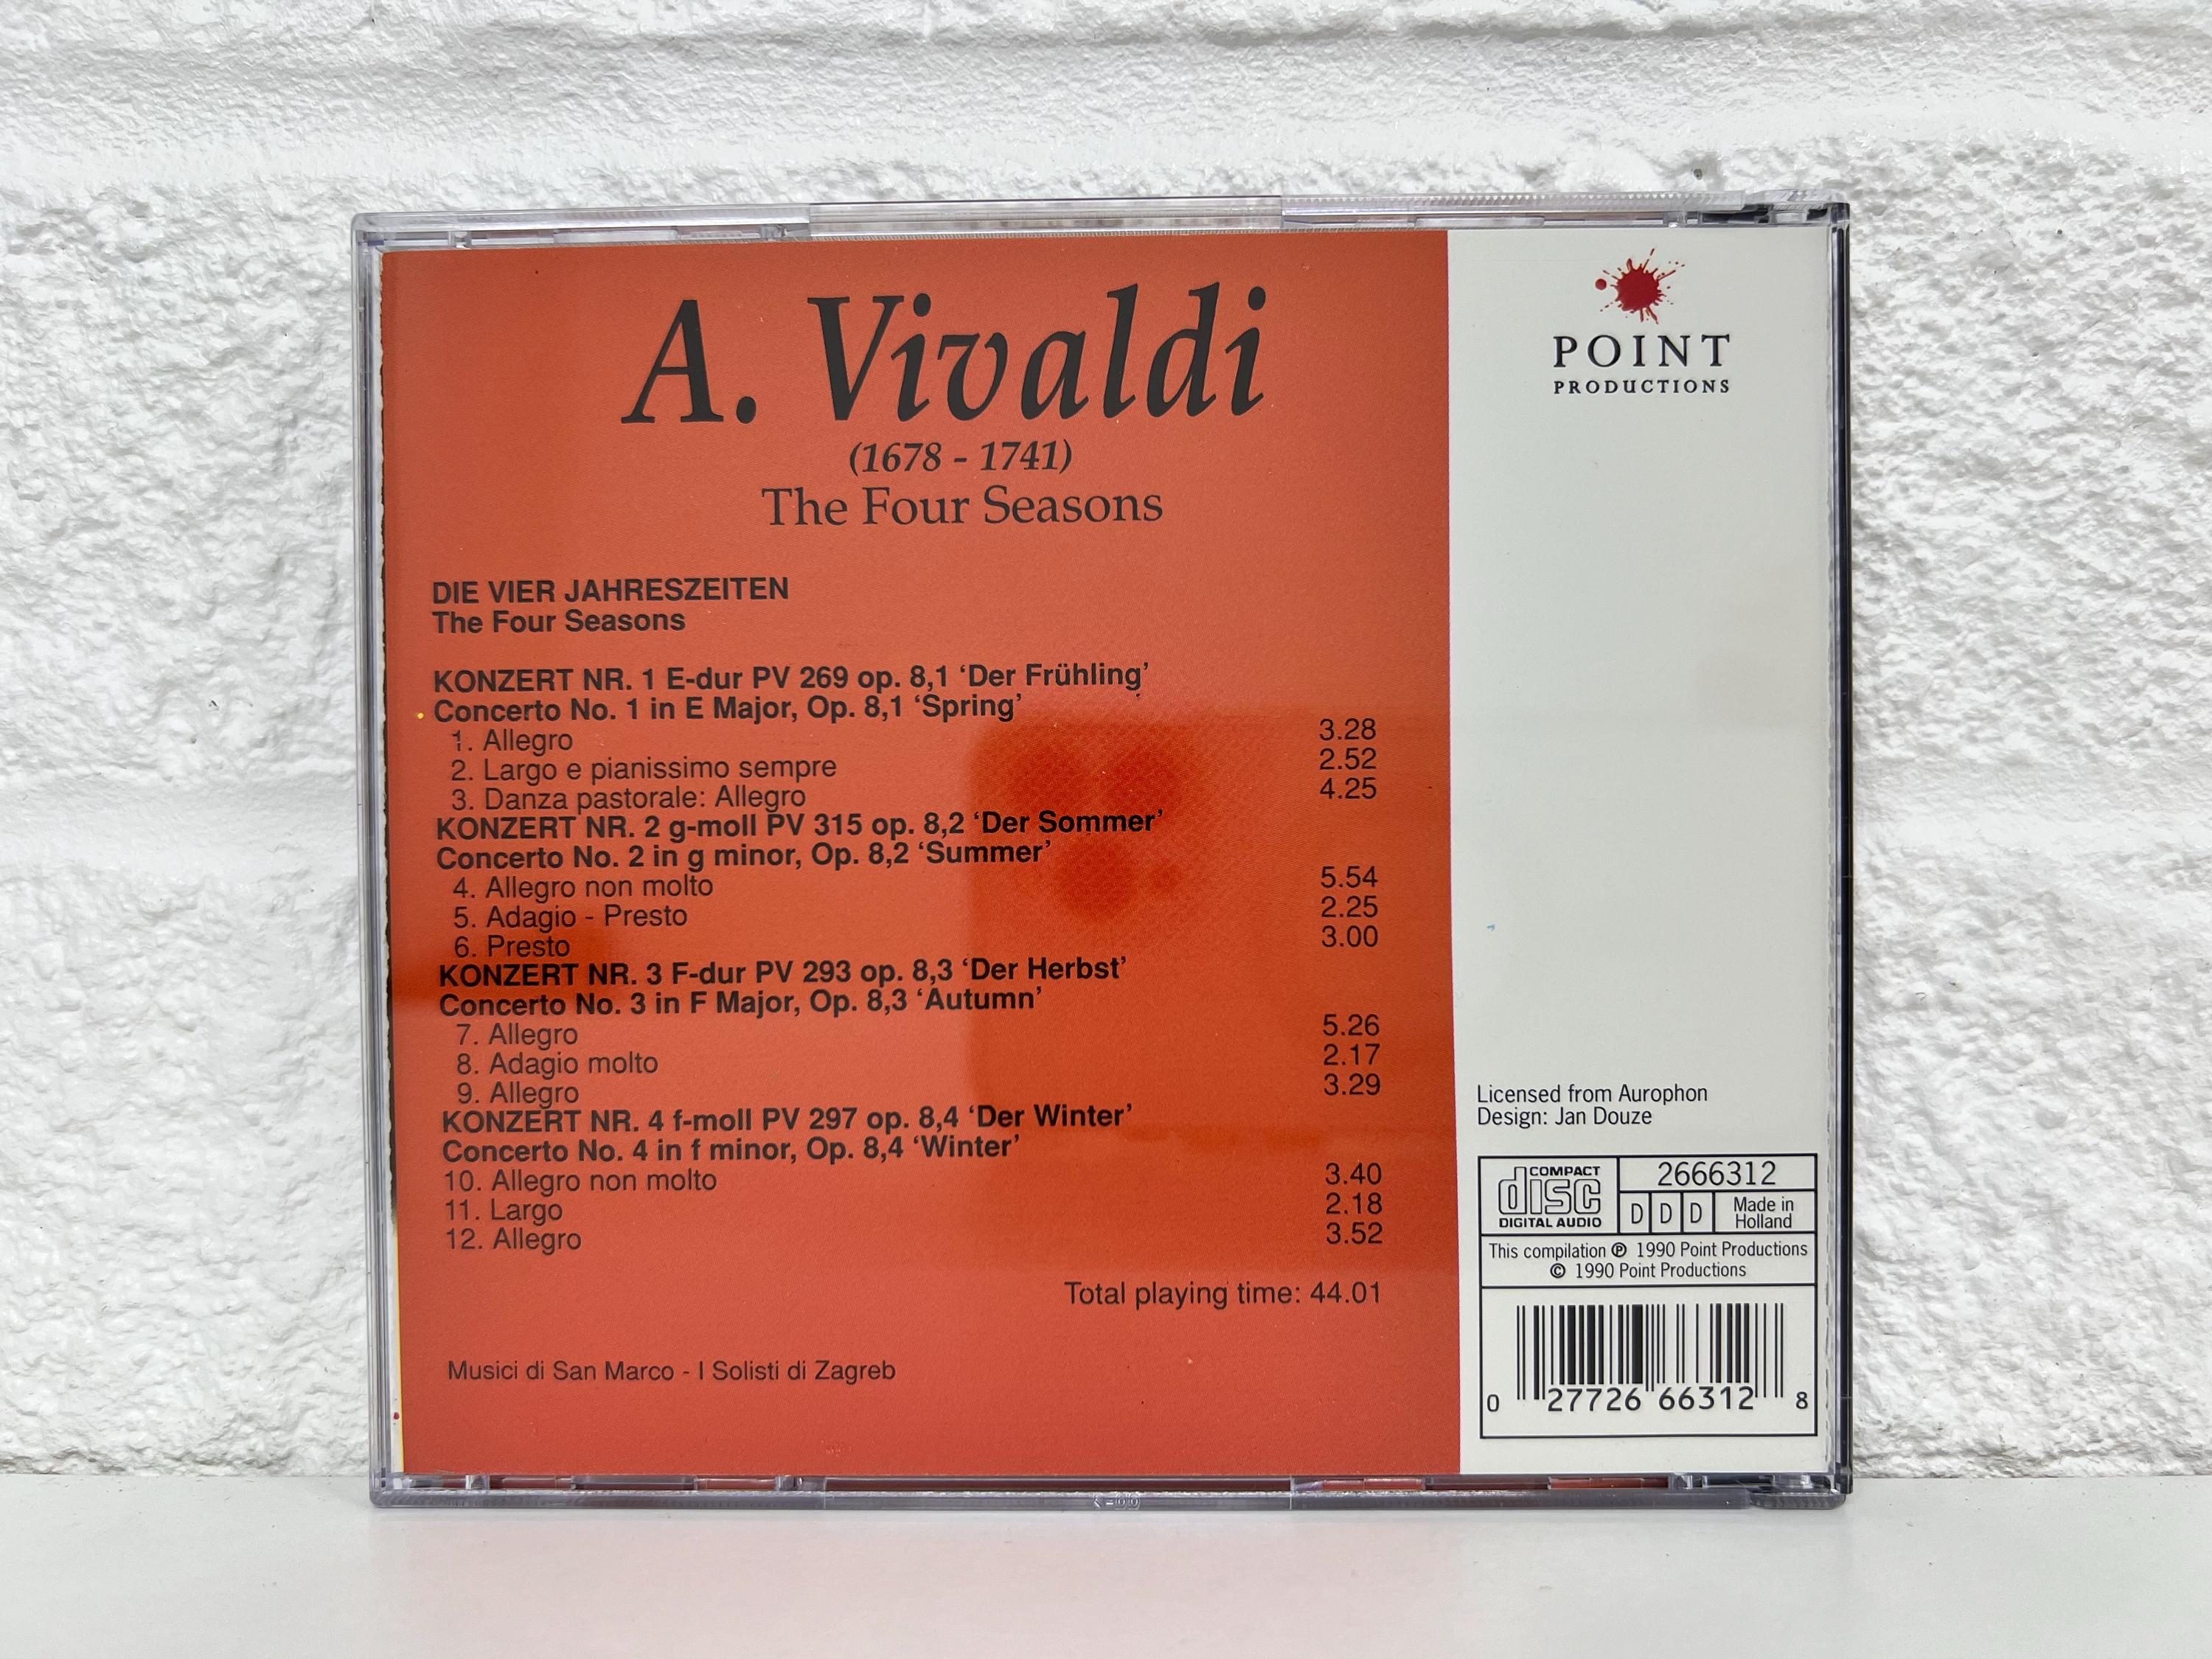 A. Vivaldi
(1678 - 1741)
The Four Seasons
DIE VIER JAHRESZEITEN
The Four Seasons
KONZERT NR. 1 E-dur PV 269 op. 8,1 ‘Der Frühling’
Concerto No. 1 in E Major, Op. 8,1 ‘Spring’
1. Allegro 3.28
2. Largo e pianissimo sempre 2.52
3. Danza pastorale: Allegro 4.25
KONZERT NR. 2 g-moll PV 315 op. 8,2 ‘Der Sommer’
Concerto No. 2 in g minor, Op. 8,2 ‘Summer’
4. Allegro non molto 5.54
5. Adagio - Presto 2.25
6. Presto 3.00
KONZERT NR. 3 F-dur PV 293 op. 8,3 ‘Der Herbst’
Concerto No. 3 in F Major, Op. 8,3 ‘Autumn’
7. Allegro 5.26
8. Adagio molto 2.17
9. Allegro 3.29
KONZERT NR. 4 f-moll PV 297 op. 8,4 ‘Der Winter’
Concerto No. 4 in f minor, Op. 8,4 ‘Winter’
10. Allegro non molto 3.40
11. Largo 2.18
12. Allegro 3.52
Total playing time: 44.01
Musici di San Marco - I Solisti di Zagreb
POINT
PRODUCTIONS
Licensed from Aurophon
Design: Jan Douze
COMPACT
disc
DIGITAL AUDIO
2666312
D D D
Made in
Holland
This compilation ℗ 1990 Point Productions
© 1990 Point Productions
0 27726 66312 8